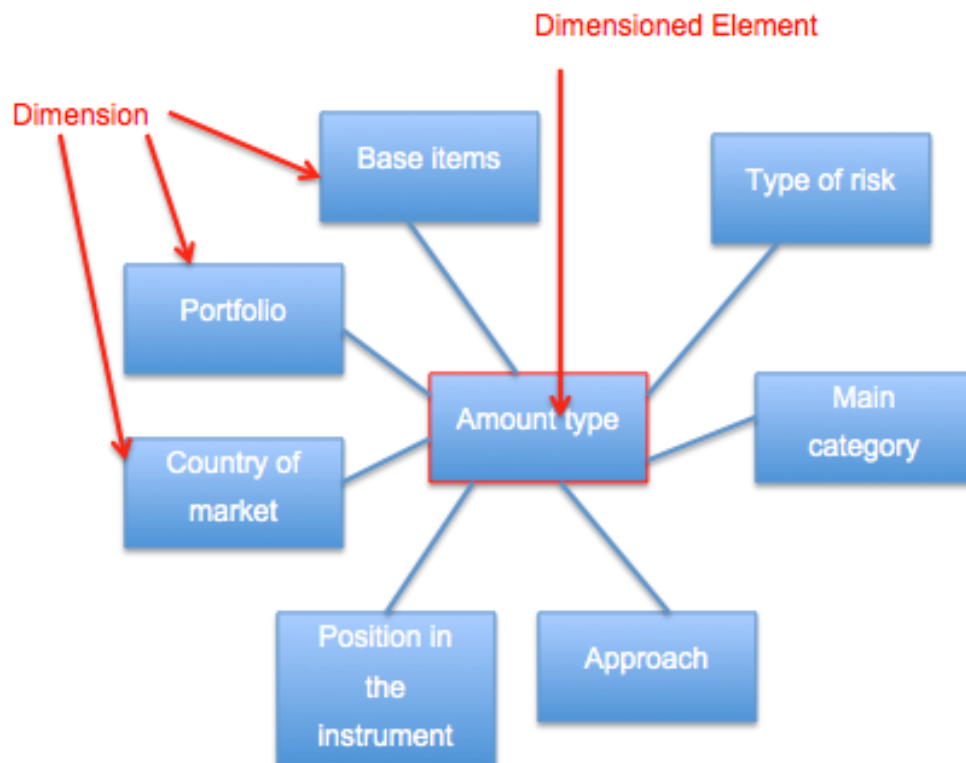 Dimensioned Element
Dimension
Base items
Type of risk
Portfolio
Amount type
Main
category
Country of
market
Position in
the
instrument
Approach